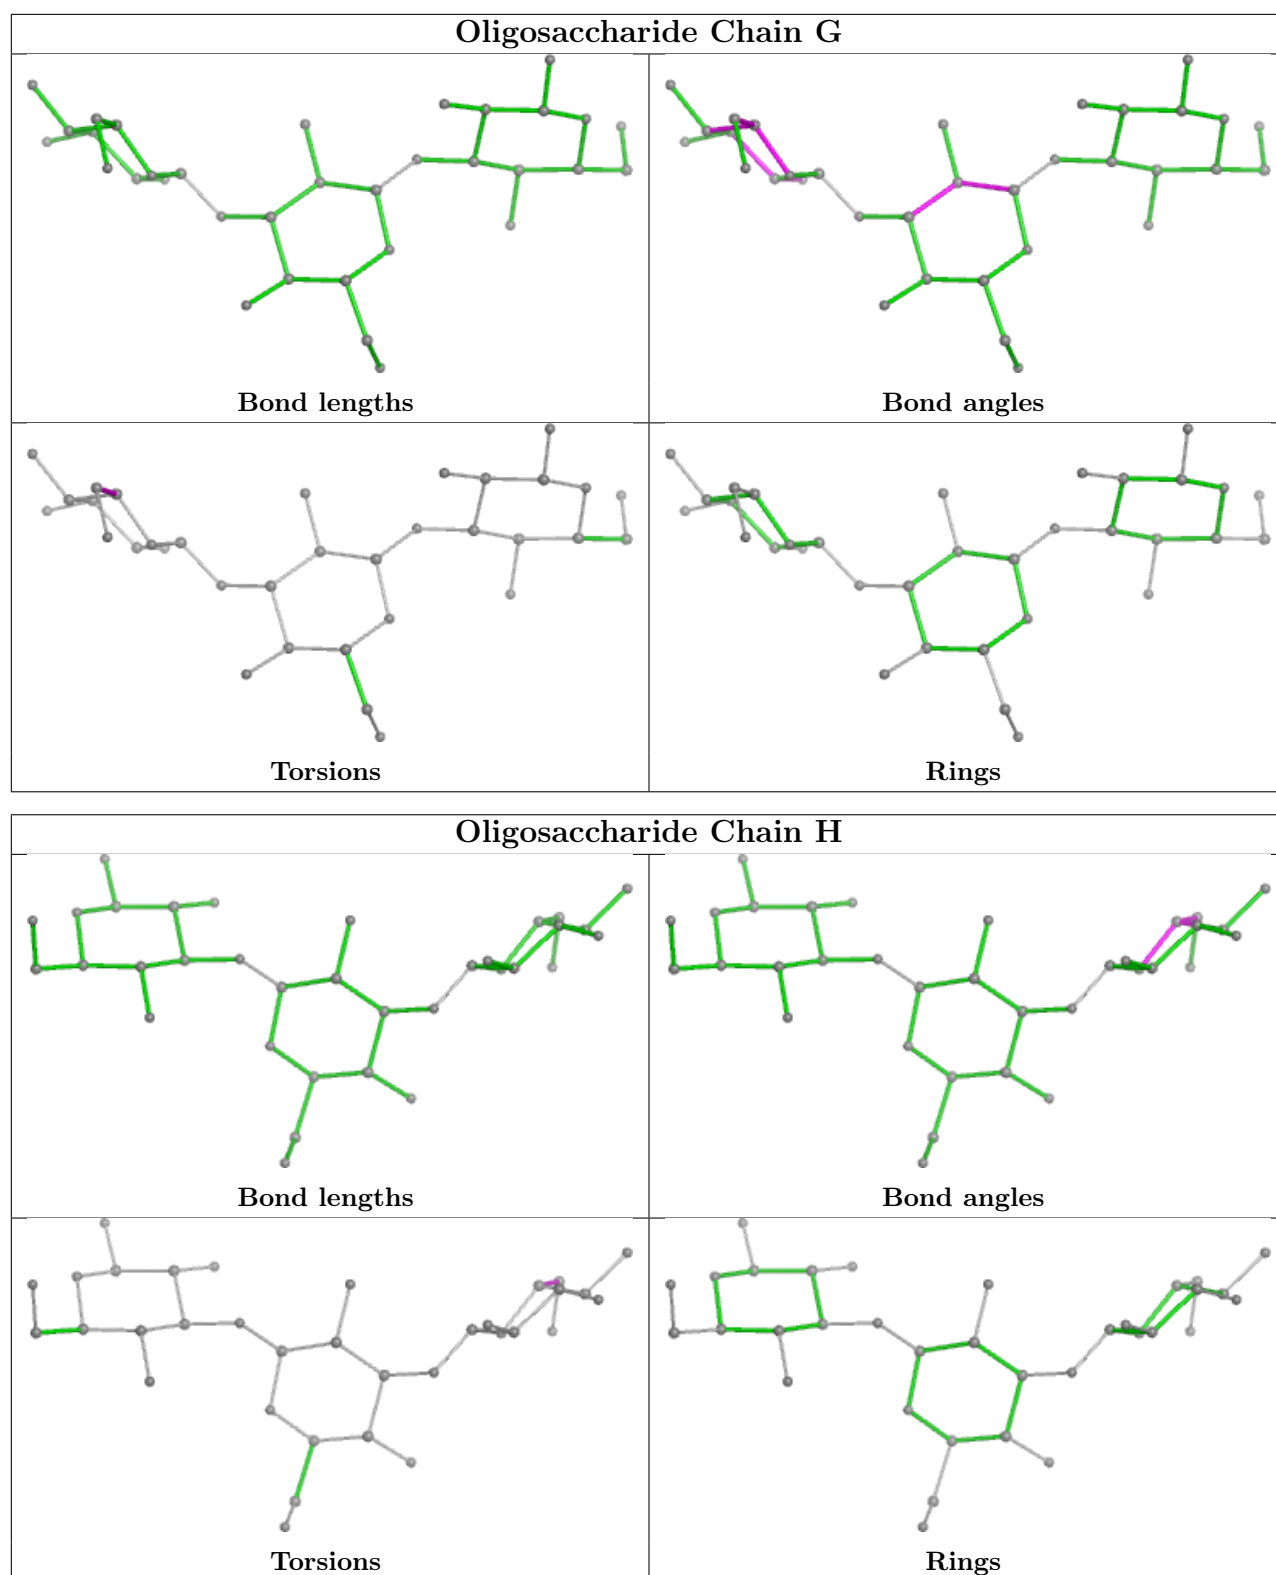 Oligosaccharide Chain G
Bond lengths
Bond angles
Torsions
Rings
Oligosaccharide Chain H
Bond lengths
Bond angles
Torsions
Rings